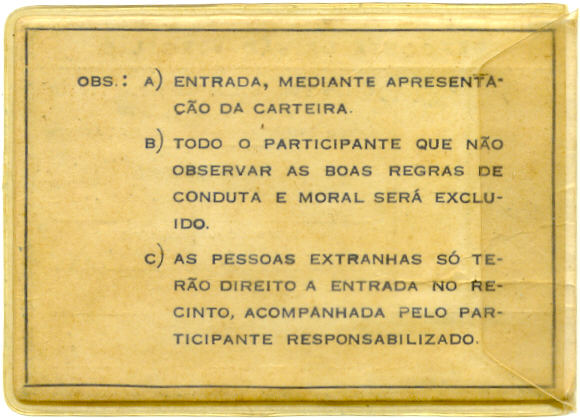 OBS.: A) ENTRADA, MEDIANTE APRESENTA-
ÇÃO DA CARTEIRA.
B) TODO O PARTICIPANTE QUE NÃO
OBSERVAR AS BOAS REGRAS DE
CONDUTA E MORAL SERÁ EXCLU-
IDO.
C) AS PESSOAS EXTRANHAS SÓ TE-
RÃO DIREITO A ENTRADA NO RE-
CINTO, ACOMPANHADA PELO PAR-
TICIPANTE RESPONSABILIZADO.